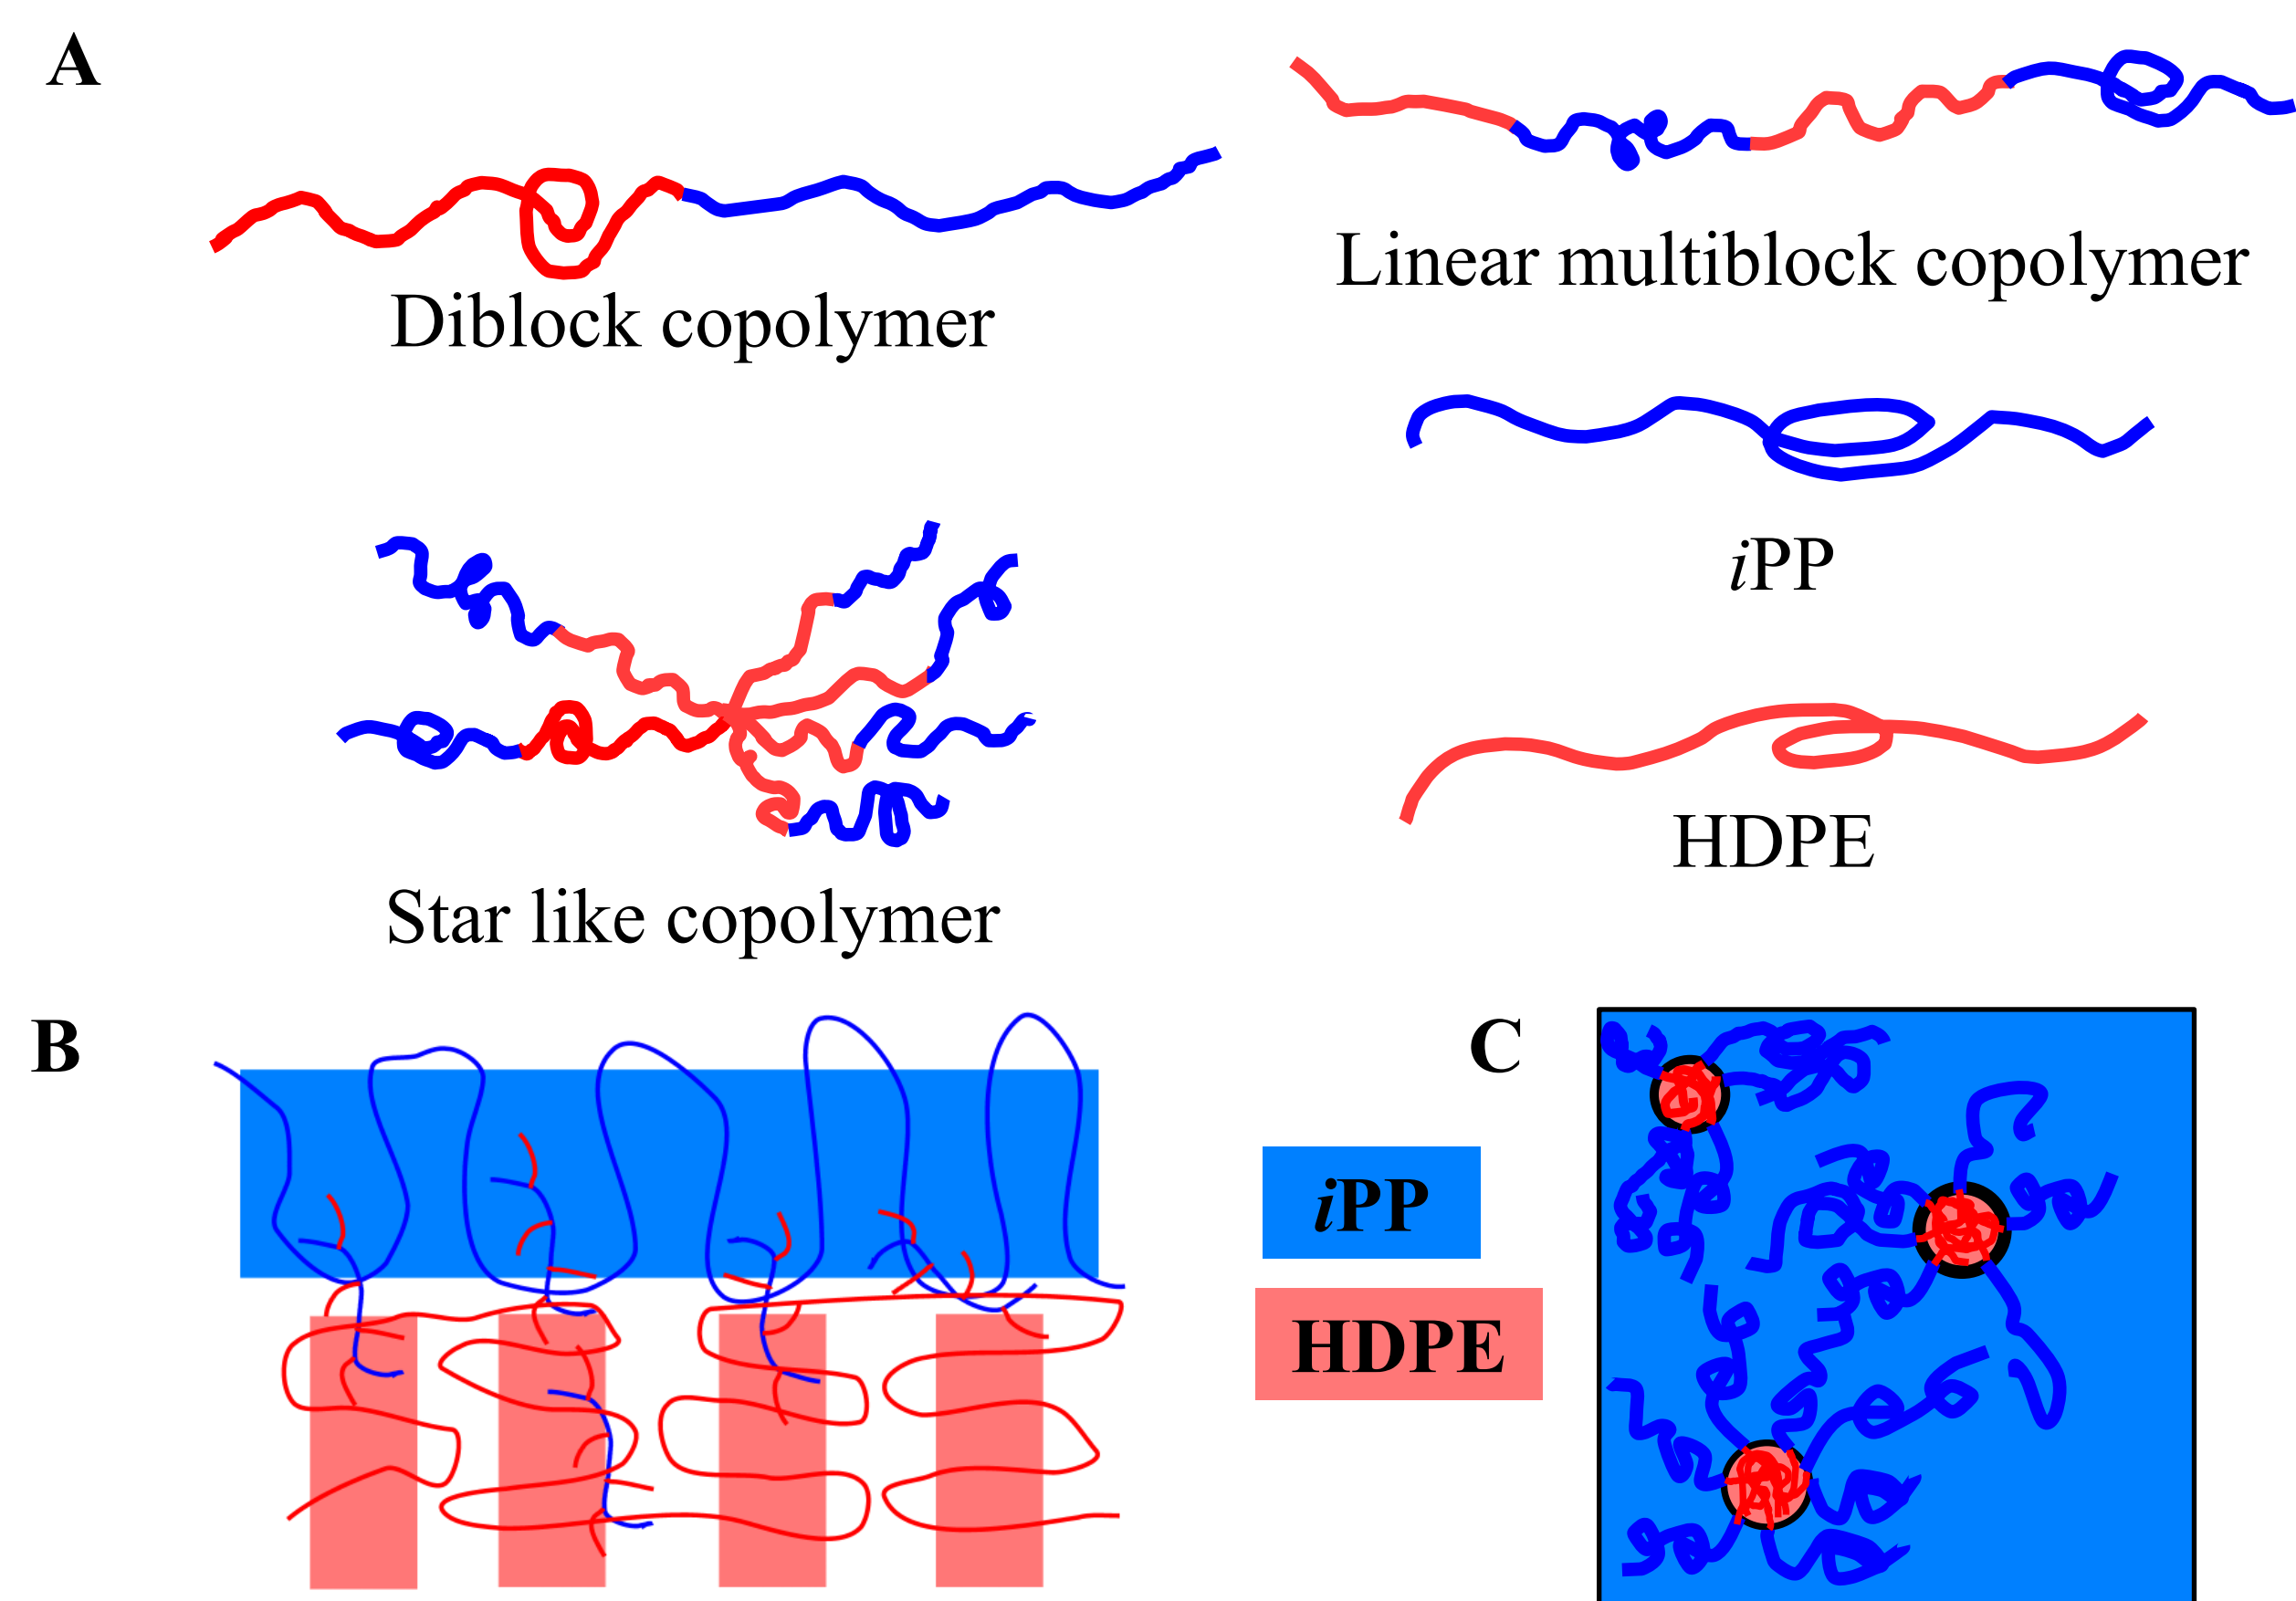 A
Diblock copolymer
Linear multiblock copolymer
iPP
Star like copolymer
HDPE
B
C
iPP
HDPE